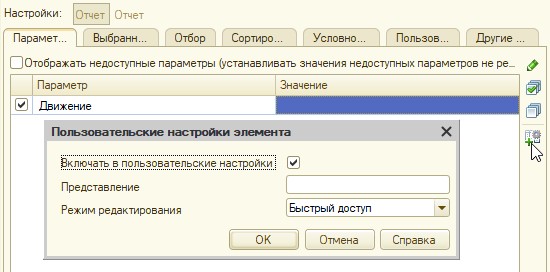 Настройки: Отчет Отчет
Парамет... Выбранн... Отбор Сортиро... Условно... Пользов... Другие ...
Отображать недоступные параметры (устанавливать значения недоступных параметров не ре...
Параметр Значение
Движение
Пользовательские настройки элемента
Включать в пользовательские настройки
Представление
Режим редактирования Быстрый доступ
OK Отмена Справка